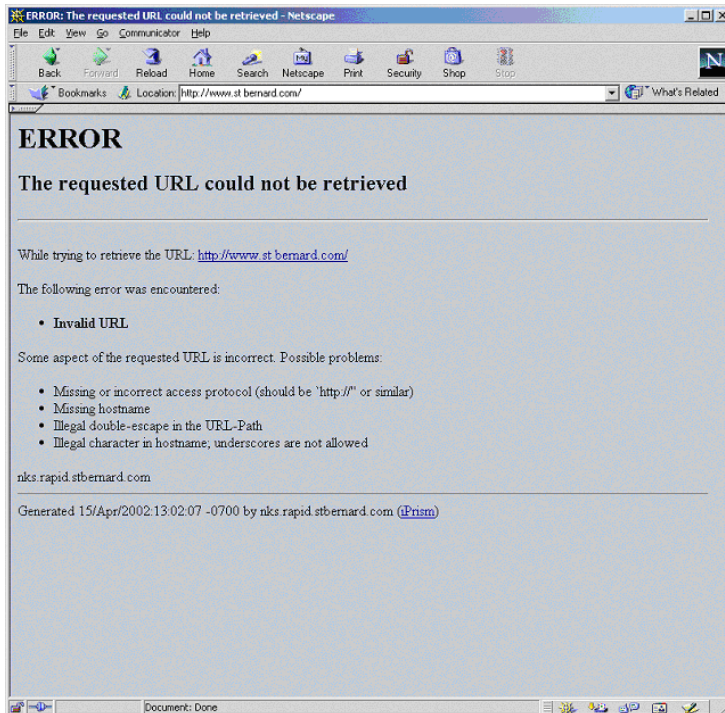 ERROR: The requested URL could not be retrieved - Netscape
File Edit View Go Communicator Help
Back Forward Reload Home Search Netscape Print Security Shop Stop
N
Bookmarks Location: http://www.st bernard.com/ What's Related
ERROR
The requested URL could not be retrieved
While trying to retrieve the URL: http://www.st bernard.com/
The following error was encountered:
• Invalid URL
Some aspect of the requested URL is incorrect. Possible problems:
• Missing or incorrect access protocol (should be `http://'' or similar)
• Missing hostname
• Illegal double-escape in the URL-Path
• Illegal character in hostname; underscores are not allowed
nks.rapid.stbernard.com
Generated 15/Apr/2002:13:02:07 -0700 by nks.rapid.stbernard.com (iPrism)
Document: Done